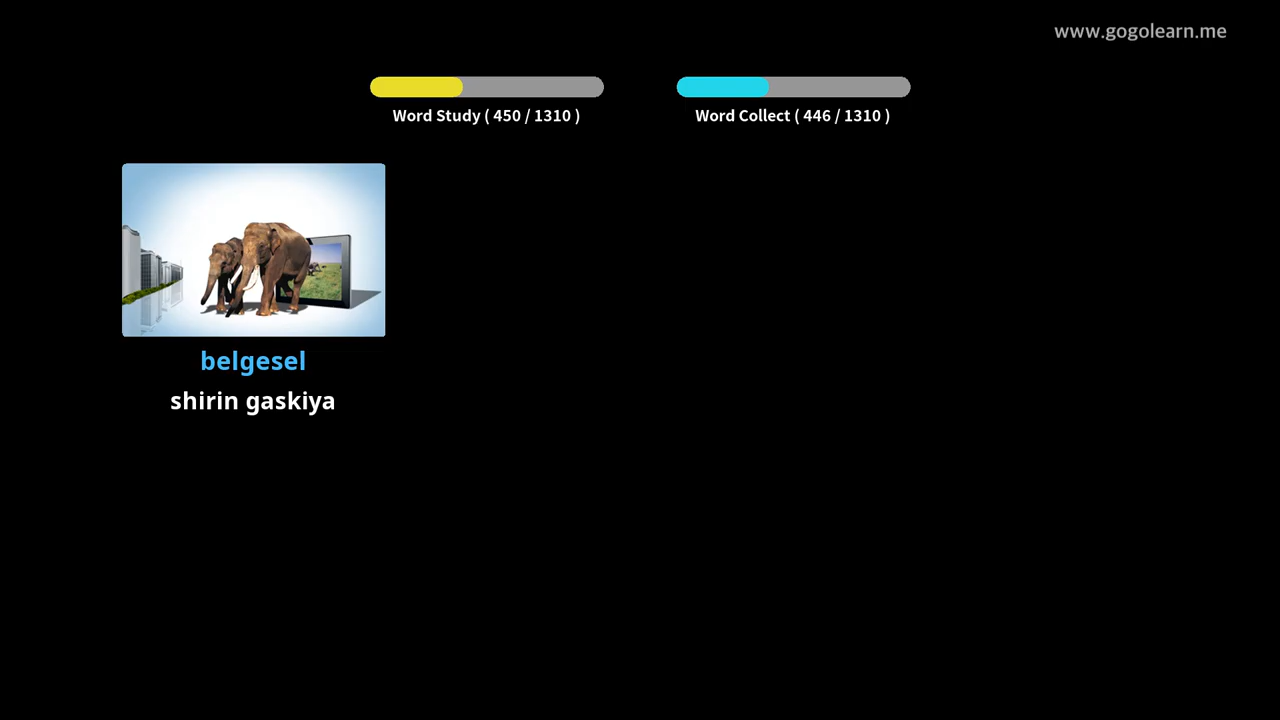 www.gogolearn.me
Word Study ( 450 / 1310 )
Word Collect ( 446 / 1310 )
belgesel
shirin gaskiya